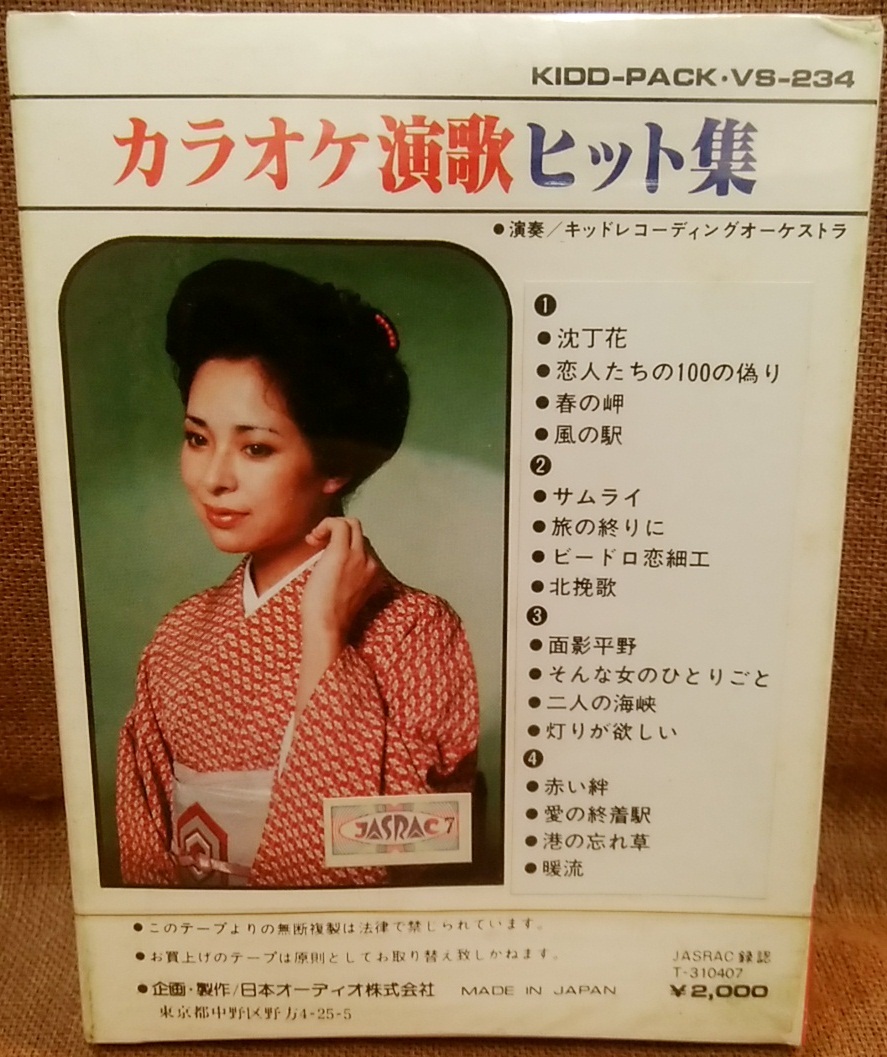 KIDD-PACK·VS-234
カラオケ演歌ヒット集
●演奏/キッドレコーディングオーケストラ
❶
●沈丁花
●恋人たちの100の偽り
●春の岬
●風の駅
❷
●サムライ
●旅の終りに
●ビードロ恋細工
●北挽歌
❸
●面影平野
●そんな女のひとりごと
●二人の海峡
●灯りが欲しい
❹
●赤い絆
●愛の終着駅
●港の忘れ草
●暖流
JASRAC 7
●このテープよりの無断複製は法律で禁じられています。
●お買上げのテープは原則としてお取り替え致しかねます。
JASRAC録認
T-310407
●企画・製作/日本オーディオ株式会社 MADE IN JAPAN ¥2,000
東京都中野区野方4-25-5